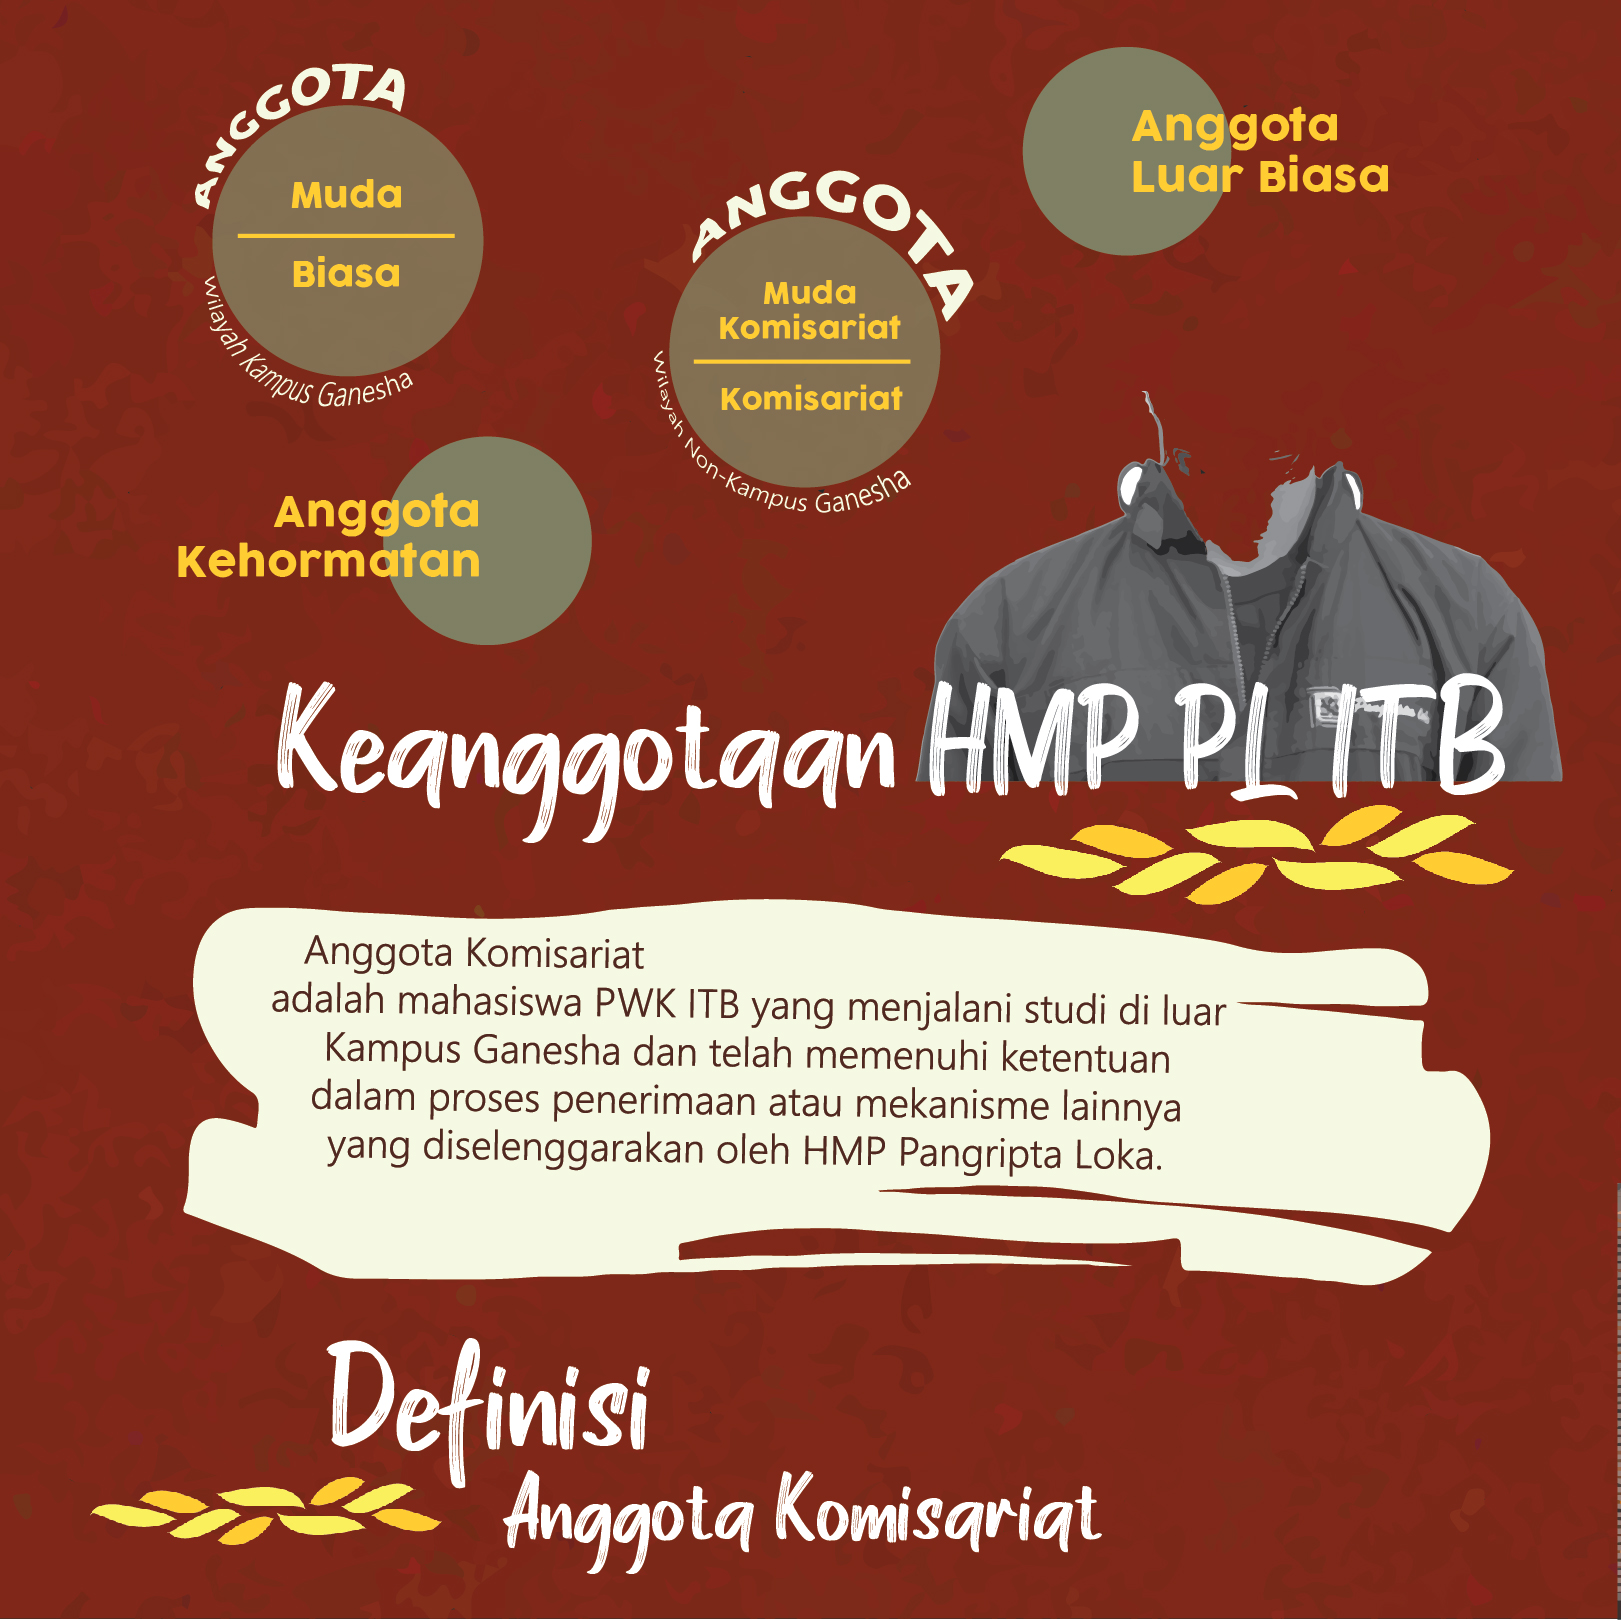 ANGGOTA
Muda
Biasa
Wilayah Kampus Ganesha
ANGGOTA
Muda
Komisariat
Komisariat
Wilayah Non-Kampus Ganesha
Anggota
Luar Biasa
Anggota
Kehormatan
Keanggotaan HMP PL ITB
Anggota Komisariat
adalah mahasiswa PWK ITB yang menjalani studi di luar
Kampus Ganesha dan telah memenuhi ketentuan
dalam proses penerimaan atau mekanisme lainnya
yang diselenggarakan oleh HMP Pangripta Loka.
Definisi
Anggota Komisariat